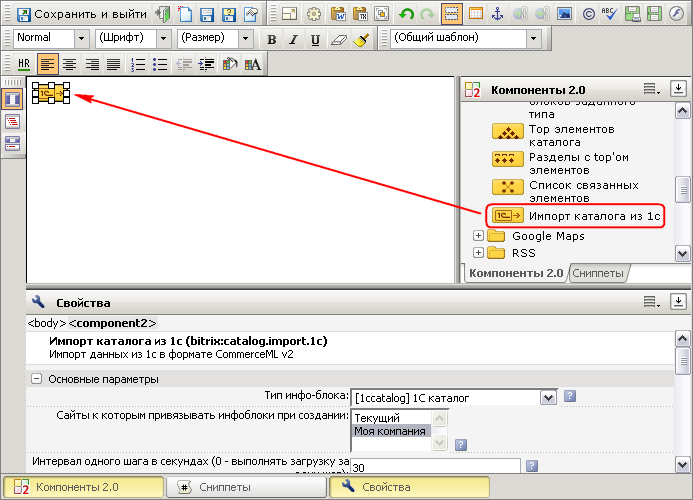 Сохранить и выйти
Normal
(Шрифт)
(Размер)
B I U
(Общий шаблон)
HR
1С
Компоненты 2.0
типа
Top элементов
каталога
Разделы с top'ом
элементов
Список связанных
элементов
1С
Импорт каталога из 1с
Google Maps
RSS
Компоненты 2.0
Сниппеты
Свойства
<body> <component2>
Импорт каталога из 1с (bitrix:catalog.import.1c)
Импорт данных из 1с в формате CommerceML v2
Основные параметры
Тип инфо-блока:
[1ccatalog] 1С каталог
Сайты к которым привязывать инфоблоки при создании:
Текущий
Моя компания
Интервал одного шага в секундах (0 - выполнять загрузку за
30
Компоненты 2.0
Сниппеты
Свойства